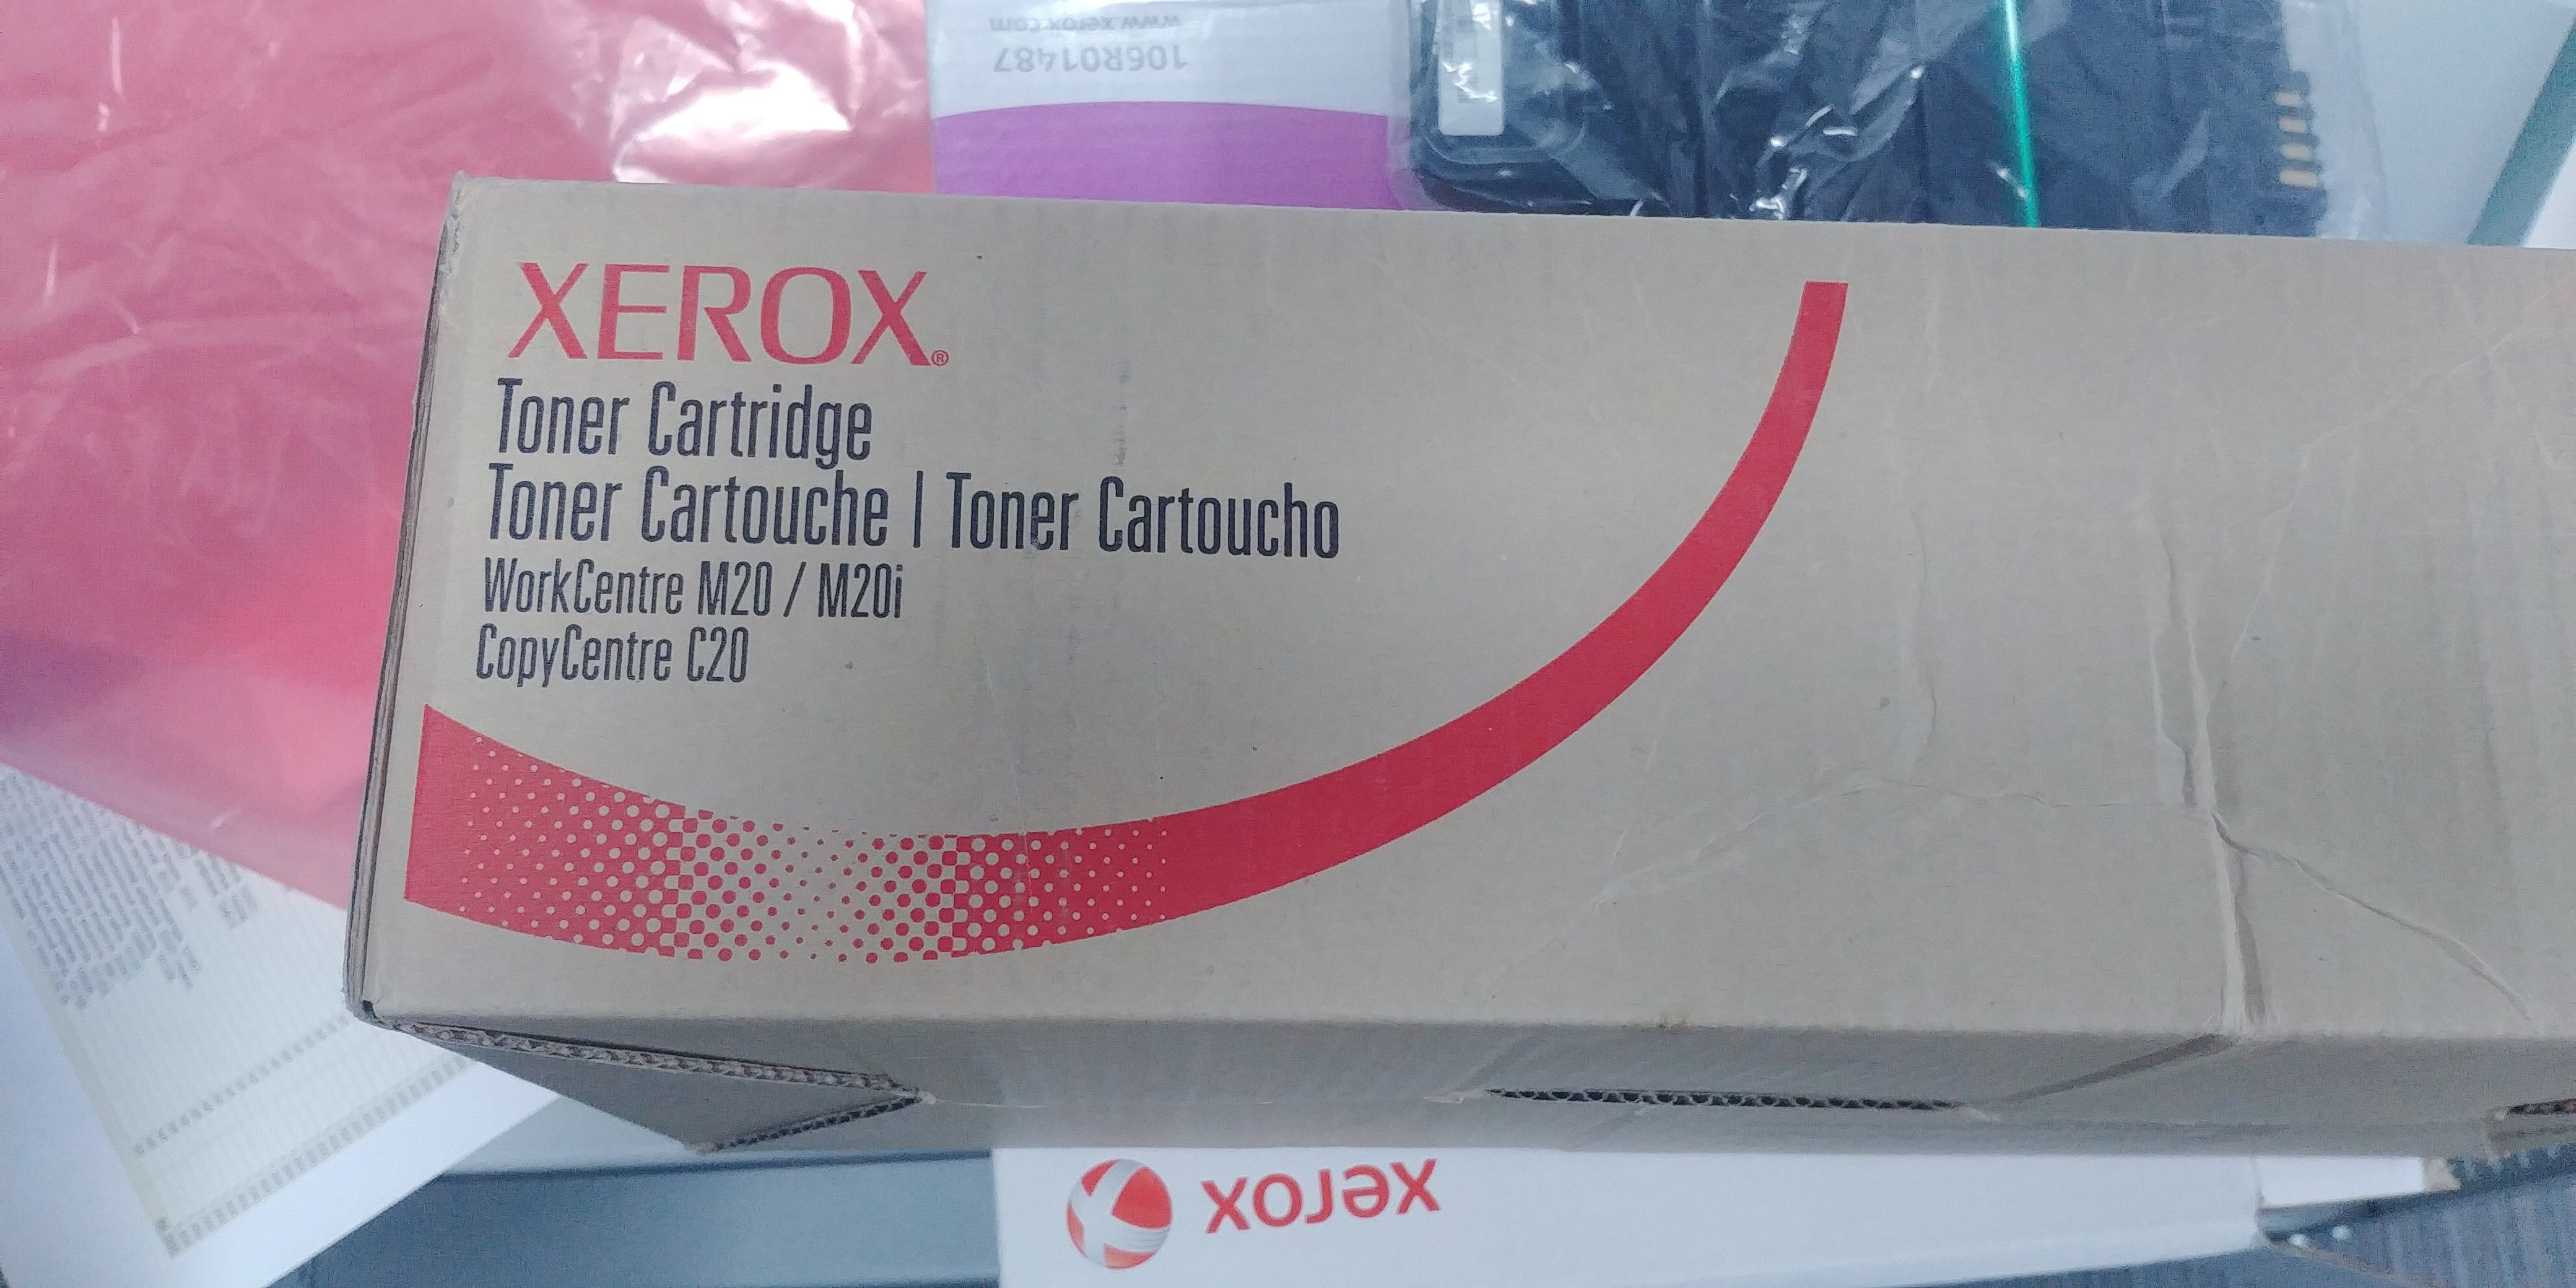 www.xerox.com
106R01487
XEROX®
Toner Cartridge
Toner Cartouche | Toner Cartoucho
WorkCentre M20 / M20i
CopyCentre C20
xerox